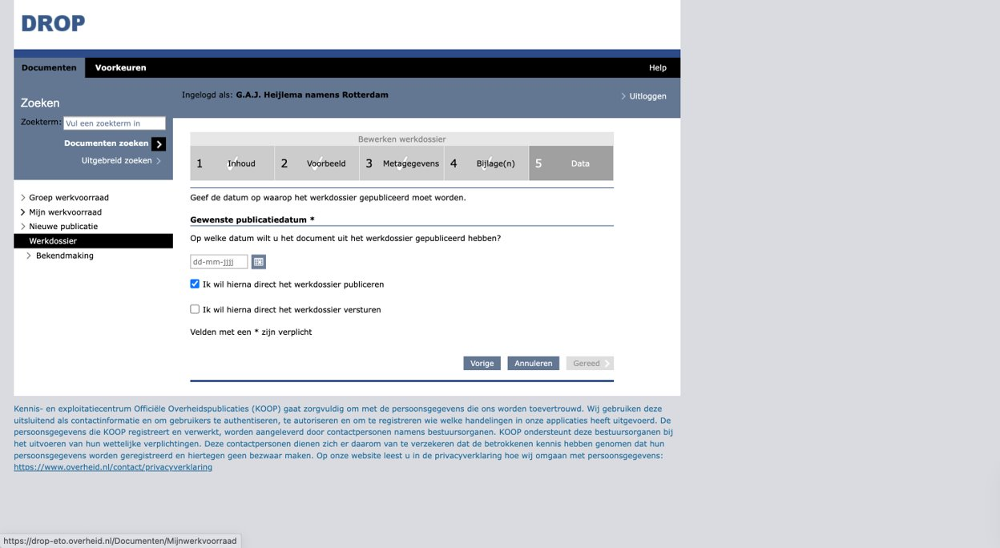 DROP
Documenten
Voorkeuren
Help
Zoeken
Zoekterm: Vul een zoekterm in
Documenten zoeken
Uitgebreid zoeken
Ingelogd als: G.A.J. Heijlema namens Rotterdam
Uitloggen
Groep werkvoorraad
Mijn werkvoorraad
Nieuwe publicatie
Werkdossier
Bekendmaking
Bewerken werkdossier
1 Inhoud
2 Voorbeeld
3 Metagegevens
4 Bijlage(n)
5 Data
Geef de datum op waarop het werkdossier gepubliceerd moet worden.
Gewenste publicatiedatum *
Op welke datum wilt u het document uit het werkdossier gepubliceerd hebben?
dd-mm-jjjj
Ik wil hierna direct het werkdossier publiceren
Ik wil hierna direct het werkdossier versturen
Velden met een * zijn verplicht
Vorige
Annuleren
Gereed
Kennis- en exploitatiecentrum Officiële Overheidspublicaties (KOOP) gaat zorgvuldig om met de persoonsgegevens die ons worden toevertrouwd. Wij gebruiken deze
uitsluitend als contactinformatie en om gebruikers te authentiseren, te autoriseren en om te registreren wie welke handelingen in onze applicaties heeft uitgevoerd. De
persoonsgegevens die KOOP registreert en verwerkt, worden aangeleverd door contactpersonen namens bestuursorganen. KOOP ondersteunt deze bestuursorganen bij
het uitvoeren van hun wettelijke verplichtingen. Deze contactpersonen dienen zich er daarom van te verzekeren dat de betrokkenen kennis hebben genomen dat hun
persoonsgegevens worden geregistreerd en hiertegen geen bezwaar maken. Op onze website leest u in de privacyverklaring hoe wij omgaan met persoonsgegevens:
https://www.overheid.nl/contact/privacyverklaring
https://drop-eto.overheid.nl/Documenten/Mijnwerkvoorraad